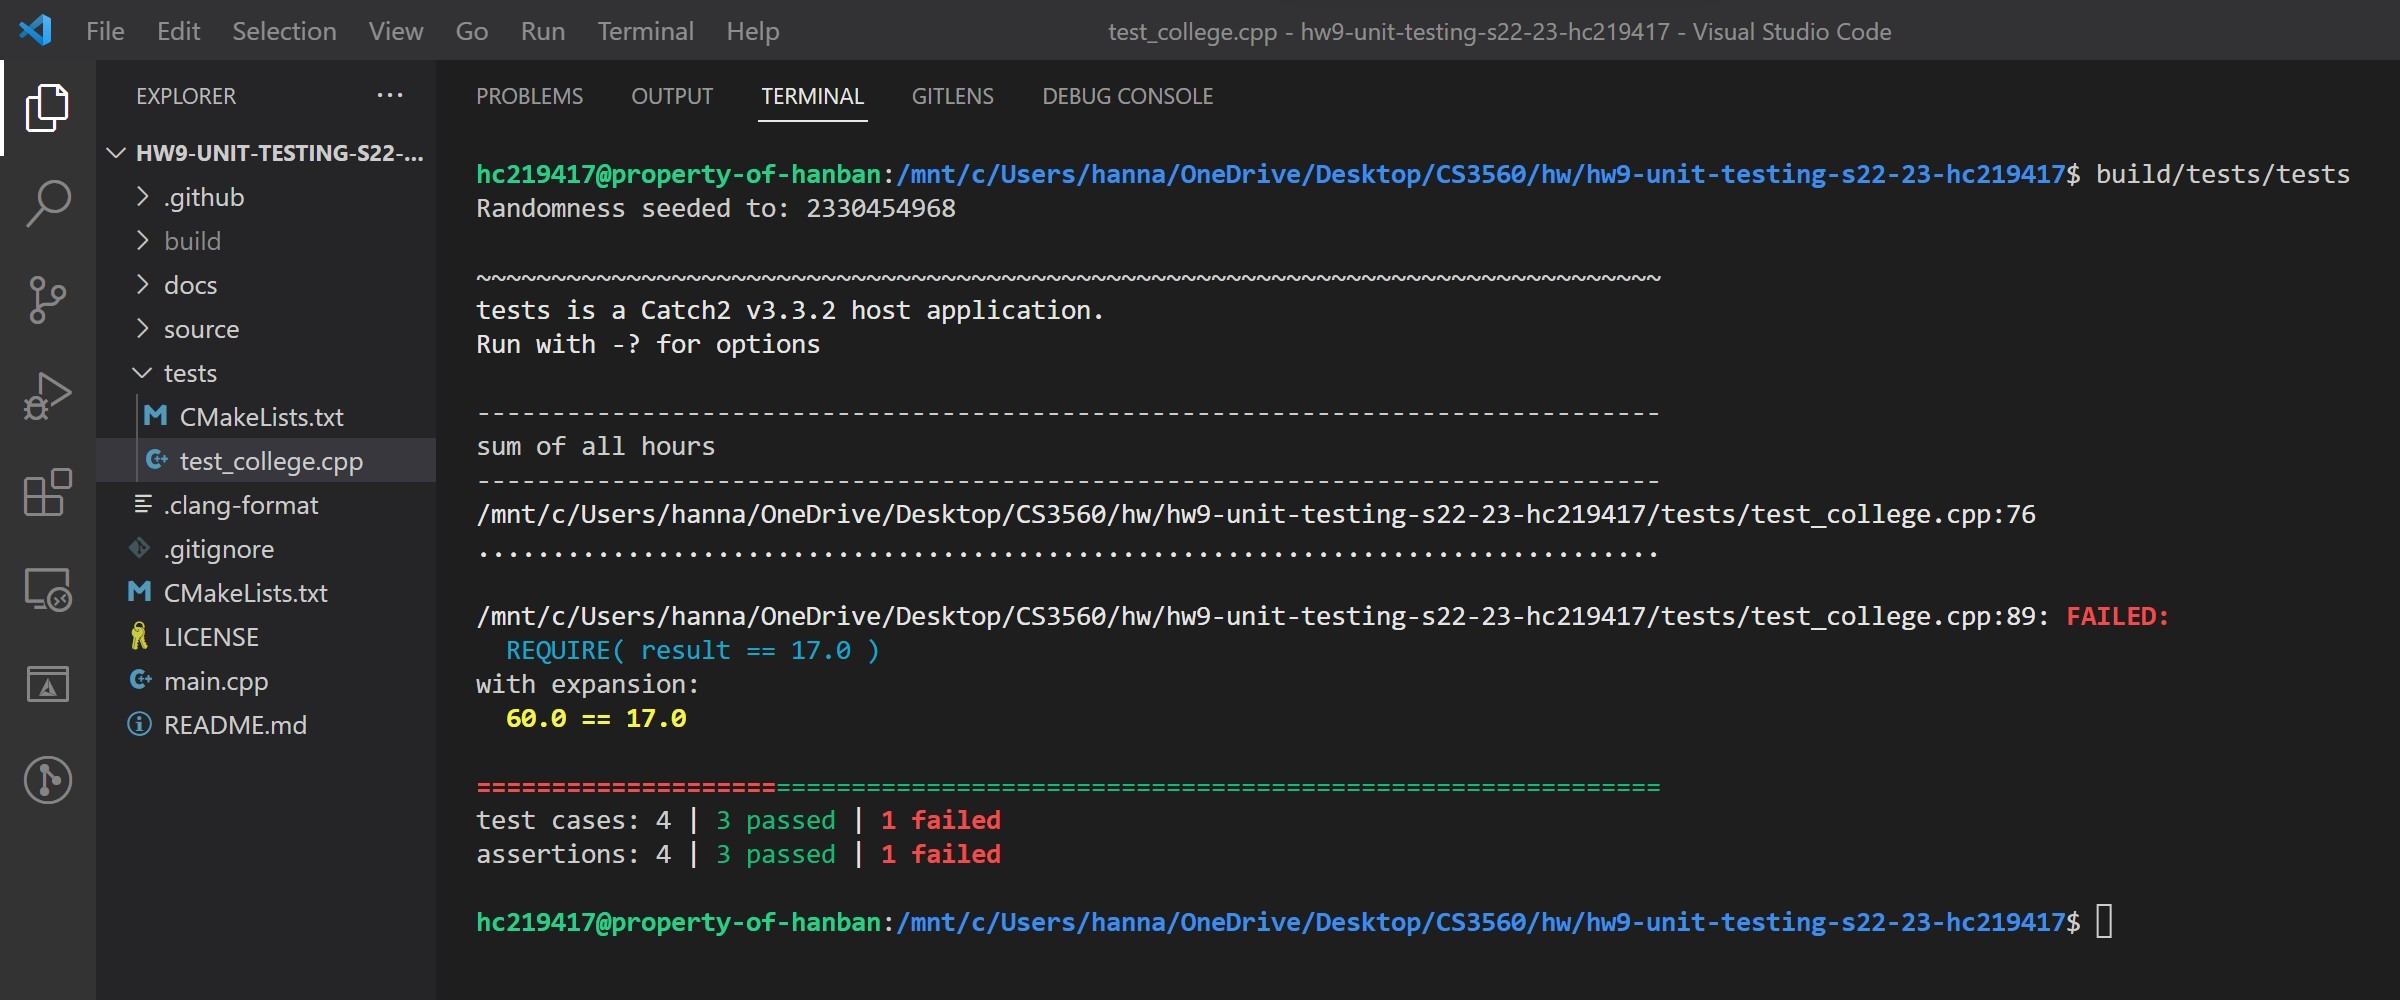 File Edit Selection View Go Run Terminal Help
test_college.cpp - hw9-unit-testing-s22-23-hc219417 - Visual Studio Code
EXPLORER ...
HW9-UNIT-TESTING-S22-...
.github
build
docs
source
tests
CMakeLists.txt
test_college.cpp
.clang-format
.gitignore
CMakeLists.txt
LICENSE
main.cpp
README.md
PROBLEMS OUTPUT TERMINAL GITLENS DEBUG CONSOLE
hc219417@property-of-hanban:/mnt/c/Users/hanna/OneDrive/Desktop/CS3560/hw/hw9-unit-testing-s22-23-hc219417$ build/tests/tests
Randomness seeded to: 2330454968
~~~~~~~~~~~~~~~~~~~~~~~~~~~~~~~~~~~~~~~~~~~~~~~~~~~~~~~~~~~~~~~~~~~~~~~~~~~~~~~
tests is a Catch2 v3.3.2 host application.
Run with -? for options
-------------------------------------------------------------------------------
sum of all hours
-------------------------------------------------------------------------------
/mnt/c/Users/hanna/OneDrive/Desktop/CS3560/hw/hw9-unit-testing-s22-23-hc219417/tests/test_college.cpp:76
...............................................................................
/mnt/c/Users/hanna/OneDrive/Desktop/CS3560/hw/hw9-unit-testing-s22-23-hc219417/tests/test_college.cpp:89: FAILED:
REQUIRE( result == 17.0 )
with expansion:
60.0 == 17.0
===============================================================================
test cases: 4 | 3 passed | 1 failed
assertions: 4 | 3 passed | 1 failed
hc219417@property-of-hanban:/mnt/c/Users/hanna/OneDrive/Desktop/CS3560/hw/hw9-unit-testing-s22-23-hc219417$